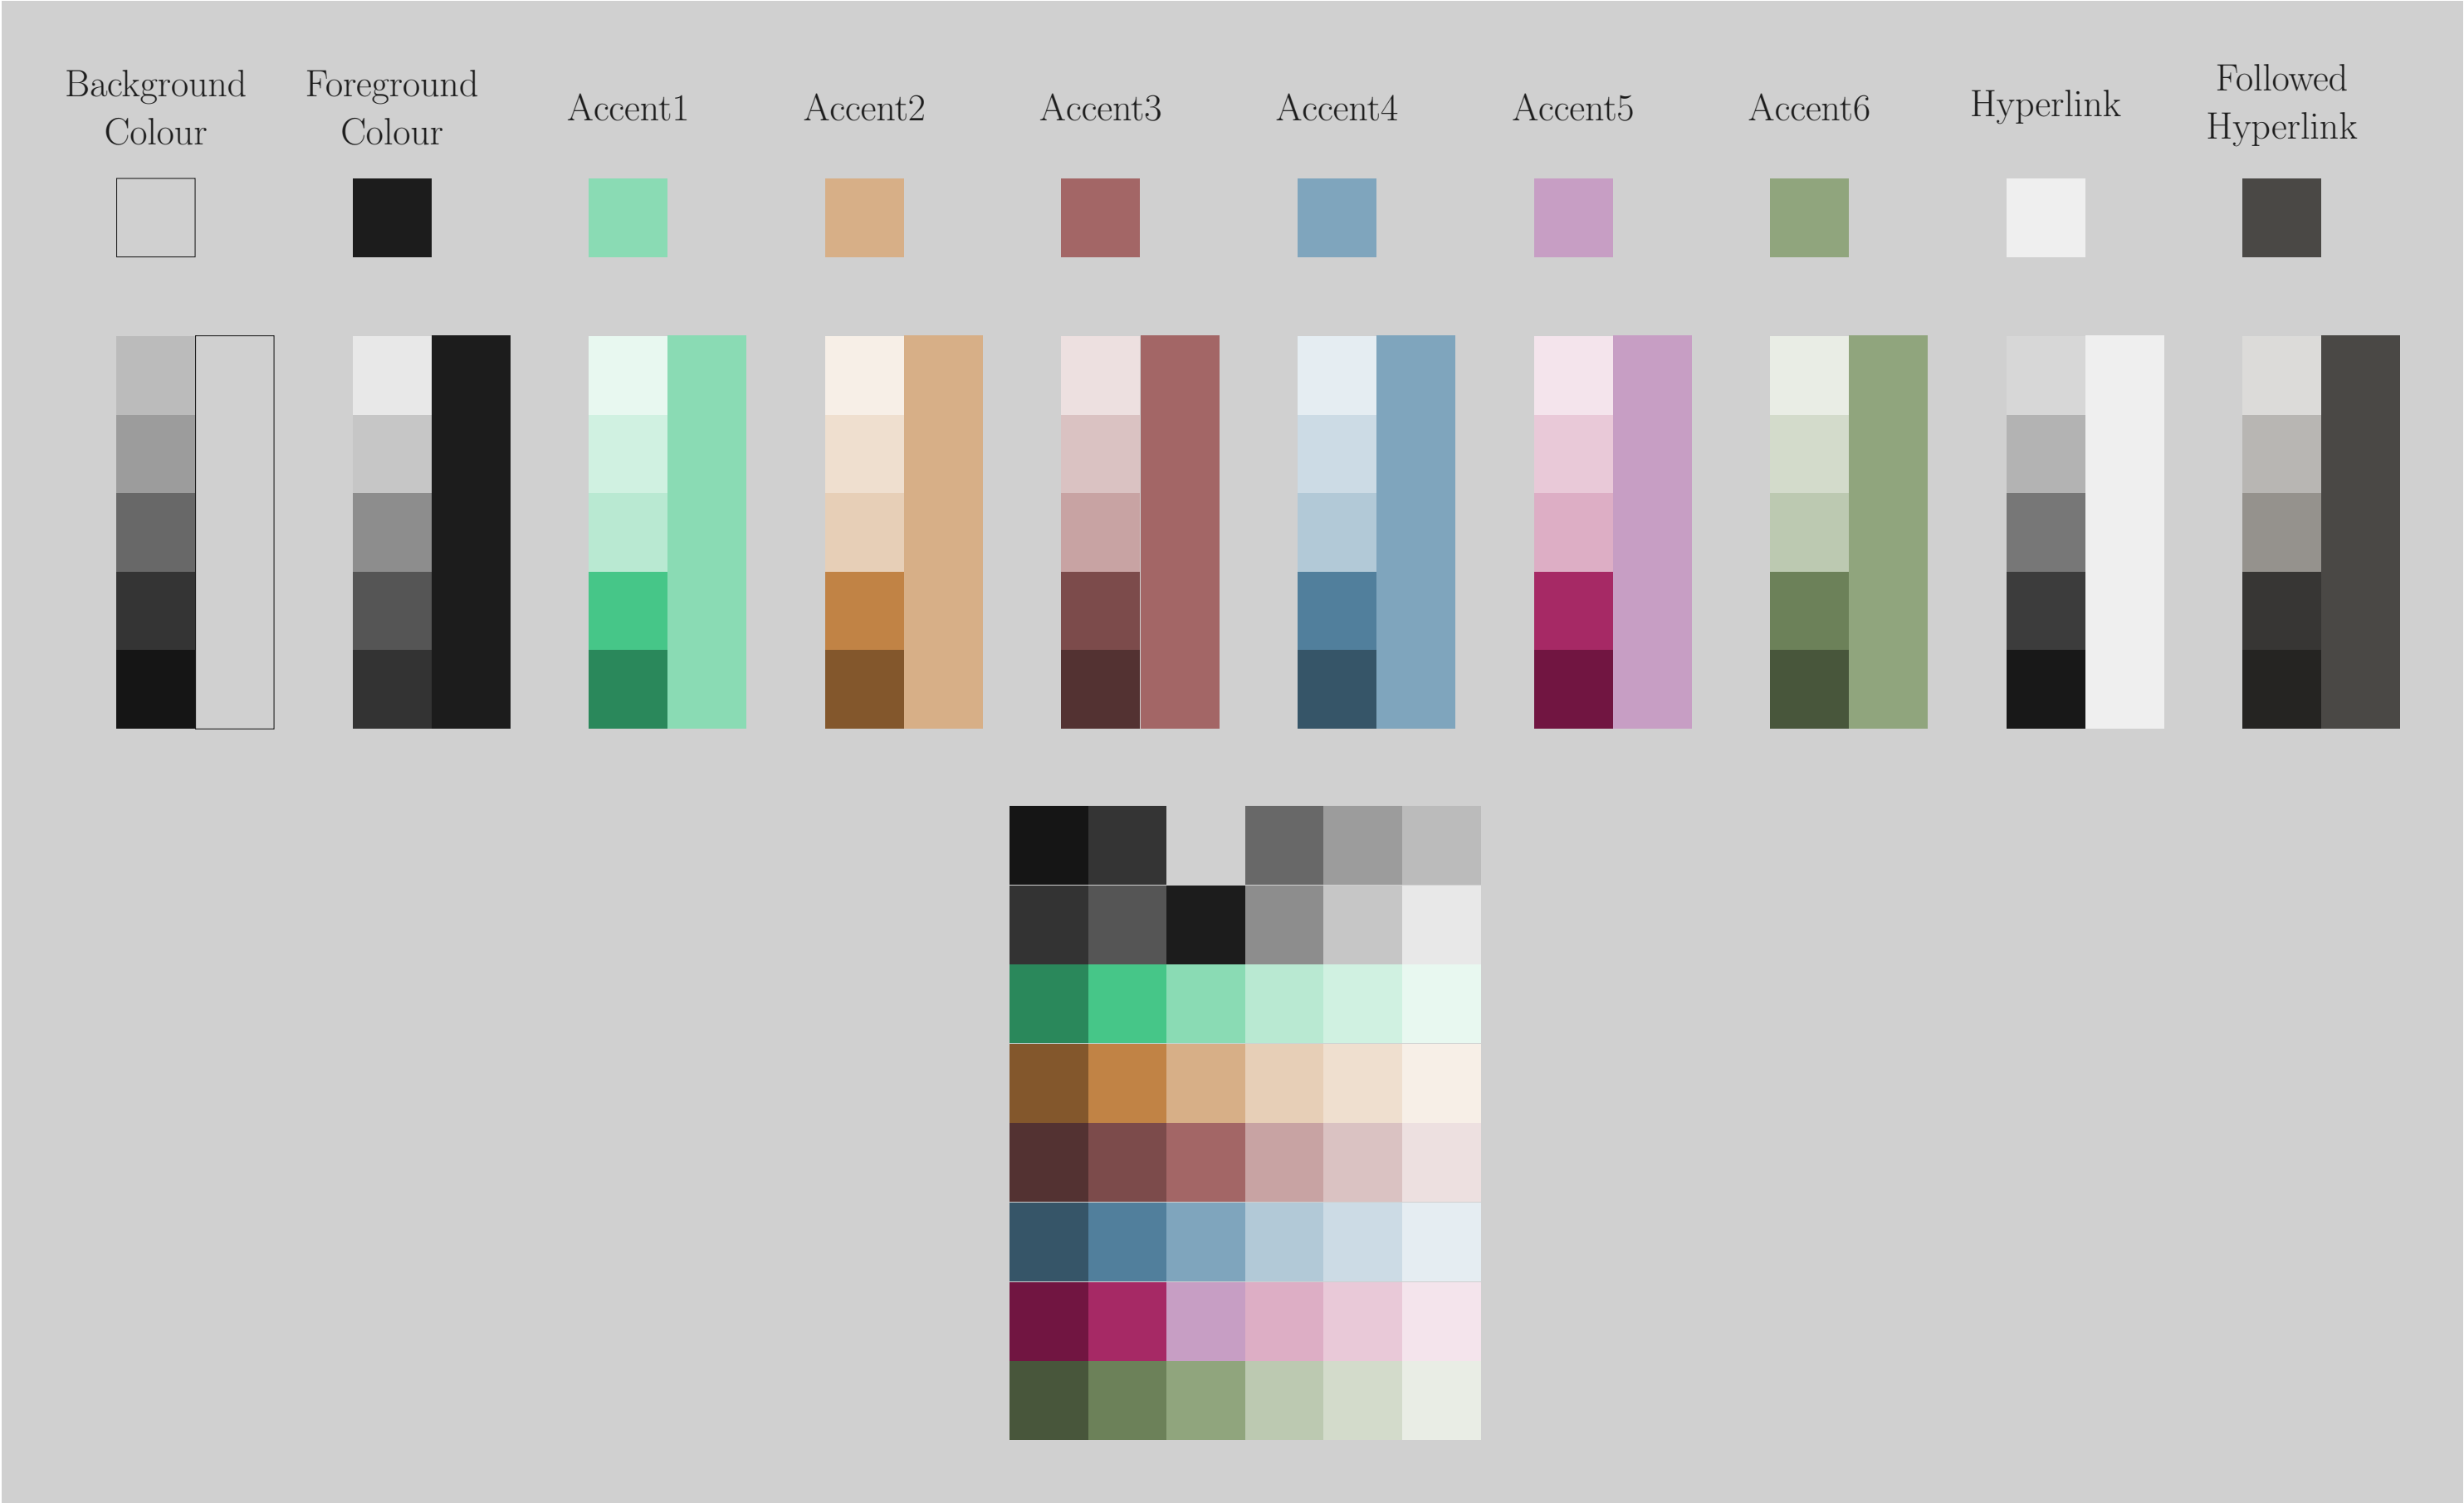 Background
Colour
Foreground
Colour
Accent1
Accent2
Accent3
Accent4
Accent5
Accent6
Hyperlink
Followed
Hyperlink